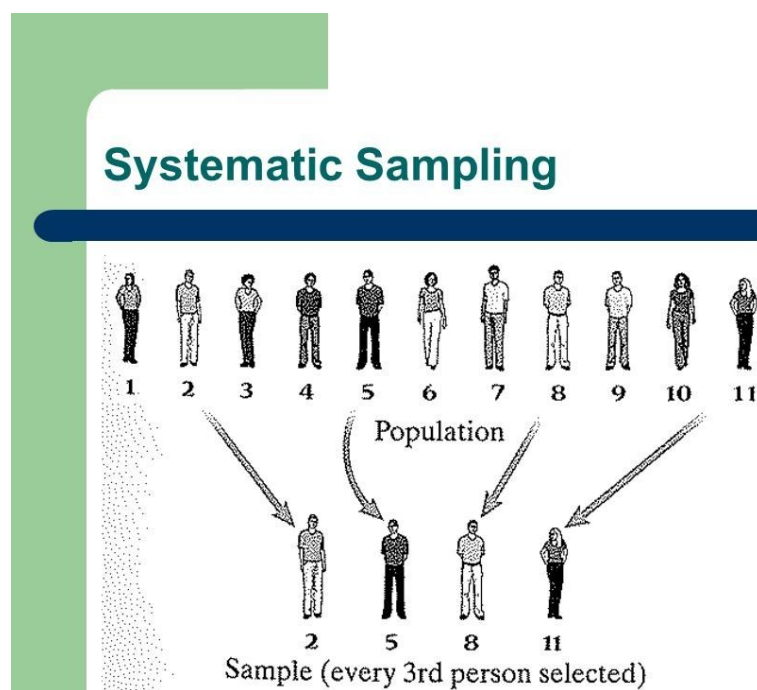 Systematic Sampling
1 2 3 4 5 6 7 8 9 10 11
Population
2 5 8 11
Sample (every 3rd person selected)